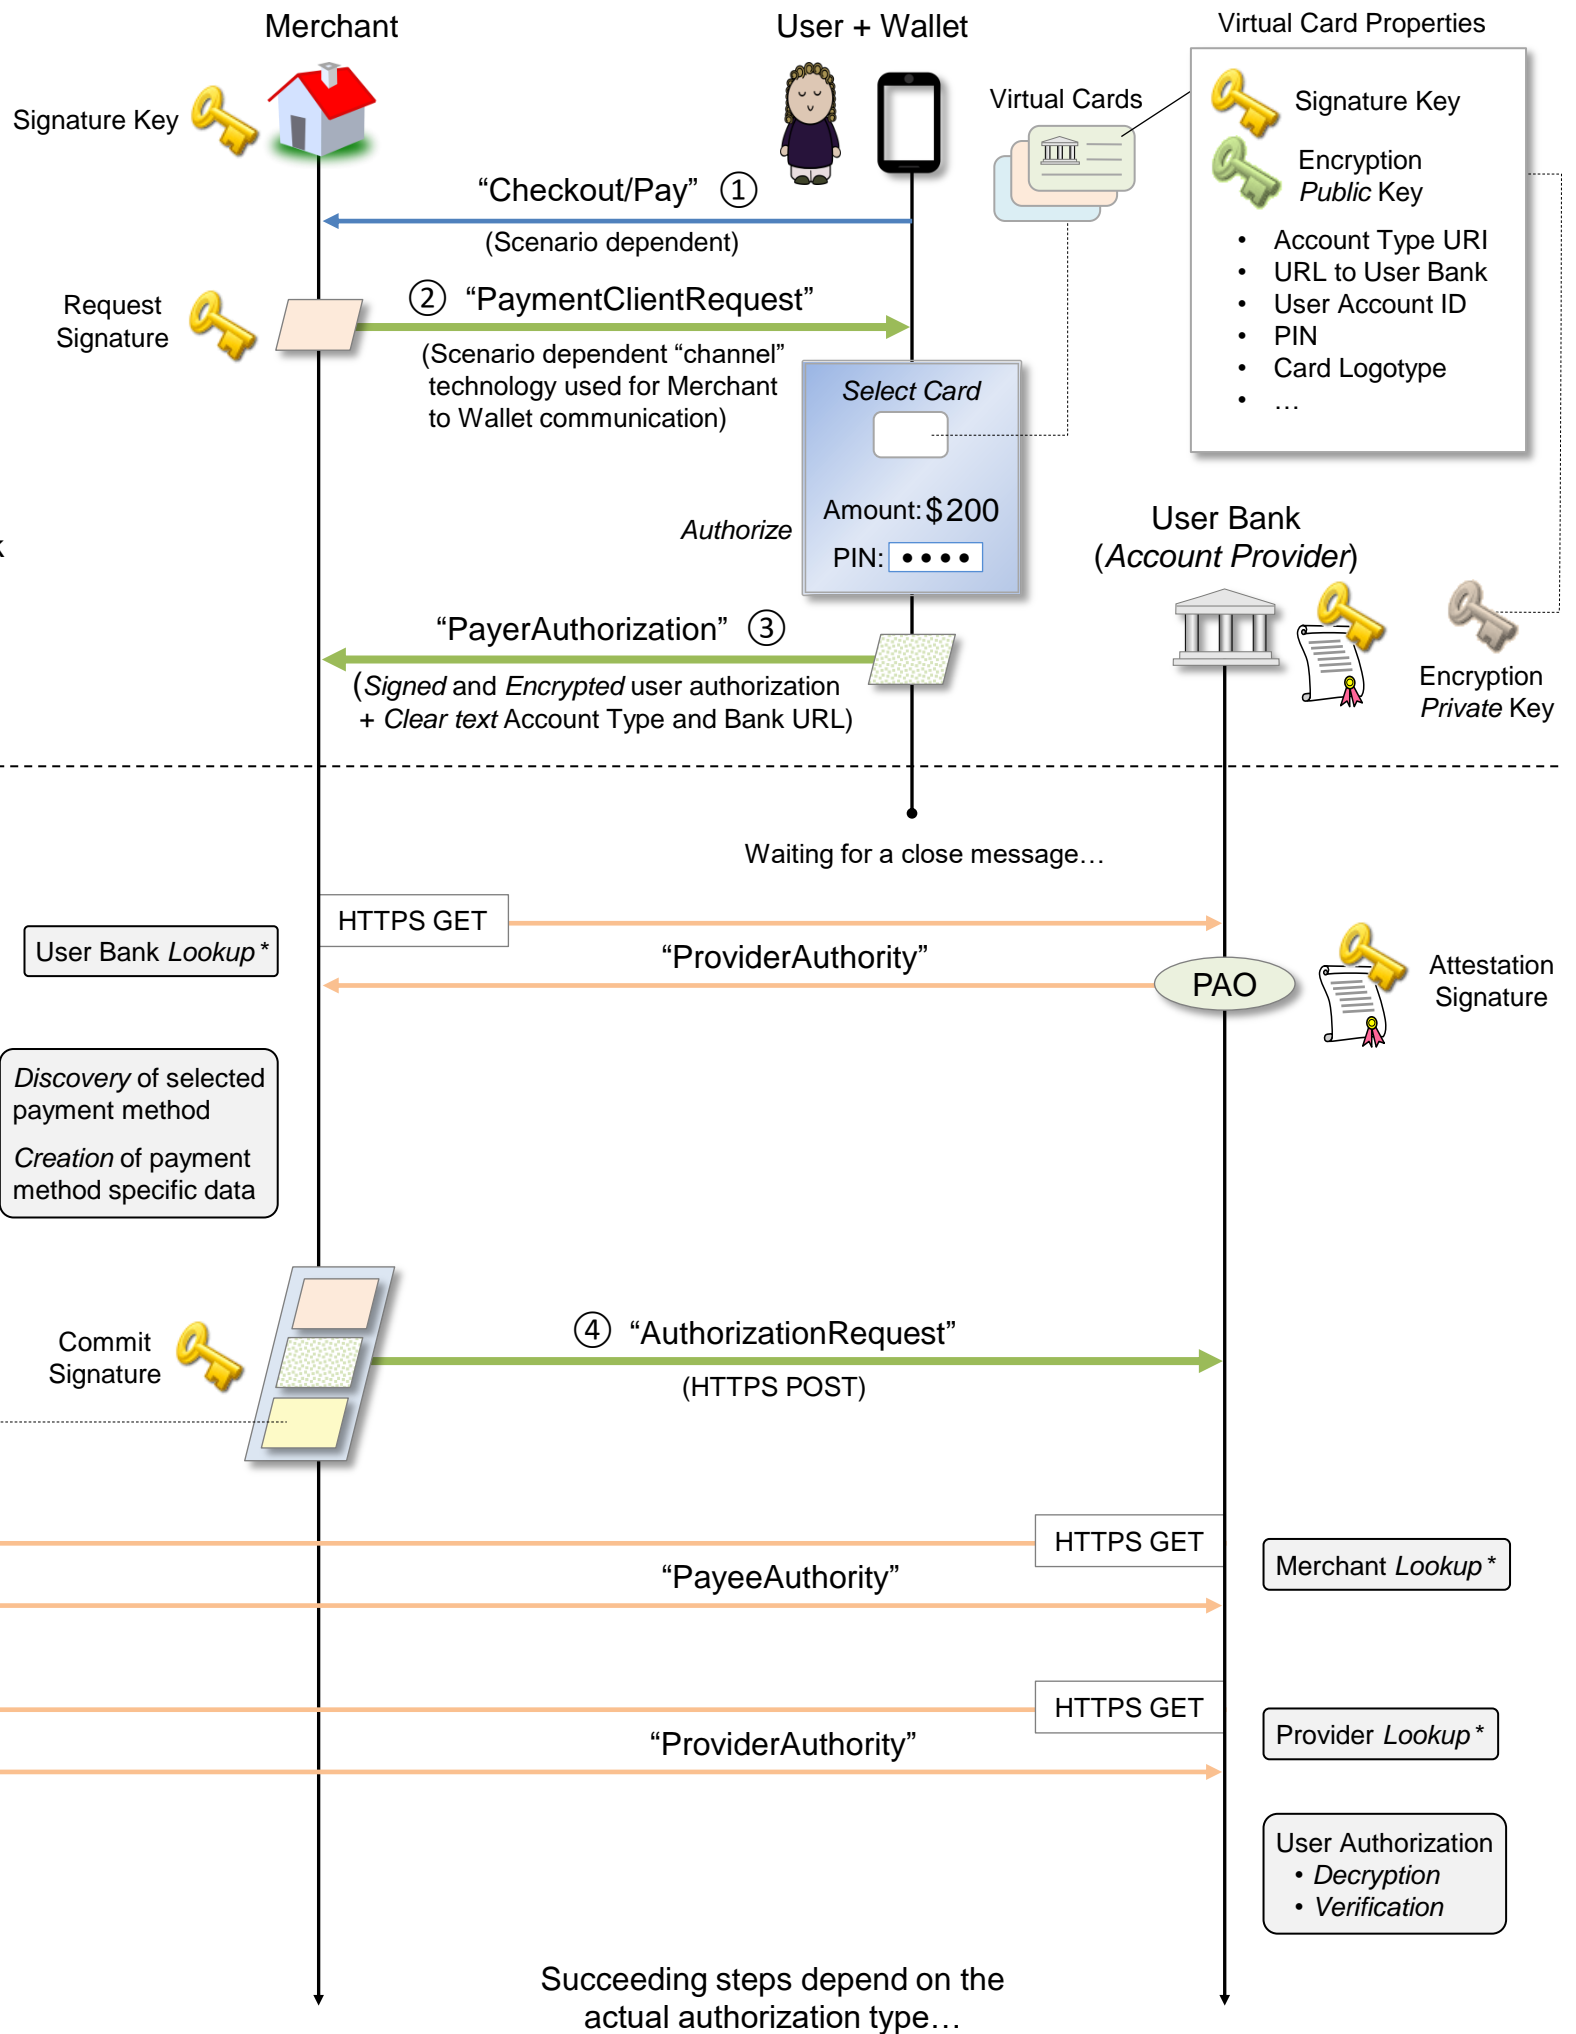 Merchant
User + Wallet
Virtual Card Properties
Signature Key
Virtual Cards
Signature Key
Encryption
Public Key
• Account Type URI
• URL to User Bank
• User Account ID
• PIN
• Card Logotype
• …
“Checkout/Pay” ①
(Scenario dependent)
Request
Signature
② “PaymentClientRequest”
(Scenario dependent “channel”
technology used for Merchant
to Wallet communication)
Select Card
Amount: $200
PIN: ••••
Authorize
User Bank
(Account Provider)
“PayerAuthorization” ③
(Signed and Encrypted user authorization
+ Clear text Account Type and Bank URL)
Encryption
Private Key
Waiting for a close message…
HTTPS GET
User Bank Lookup *
“ProviderAuthority”
PAO
Attestation
Signature
Discovery of selected
payment method
Creation of payment
method specific data
Commit
Signature
④ “AuthorizationRequest”
(HTTPS POST)
HTTPS GET
Merchant Lookup *
“PayeeAuthority”
HTTPS GET
Provider Lookup *
“ProviderAuthority”
User Authorization
• Decryption
• Verification
Succeeding steps depend on the
actual authorization type…